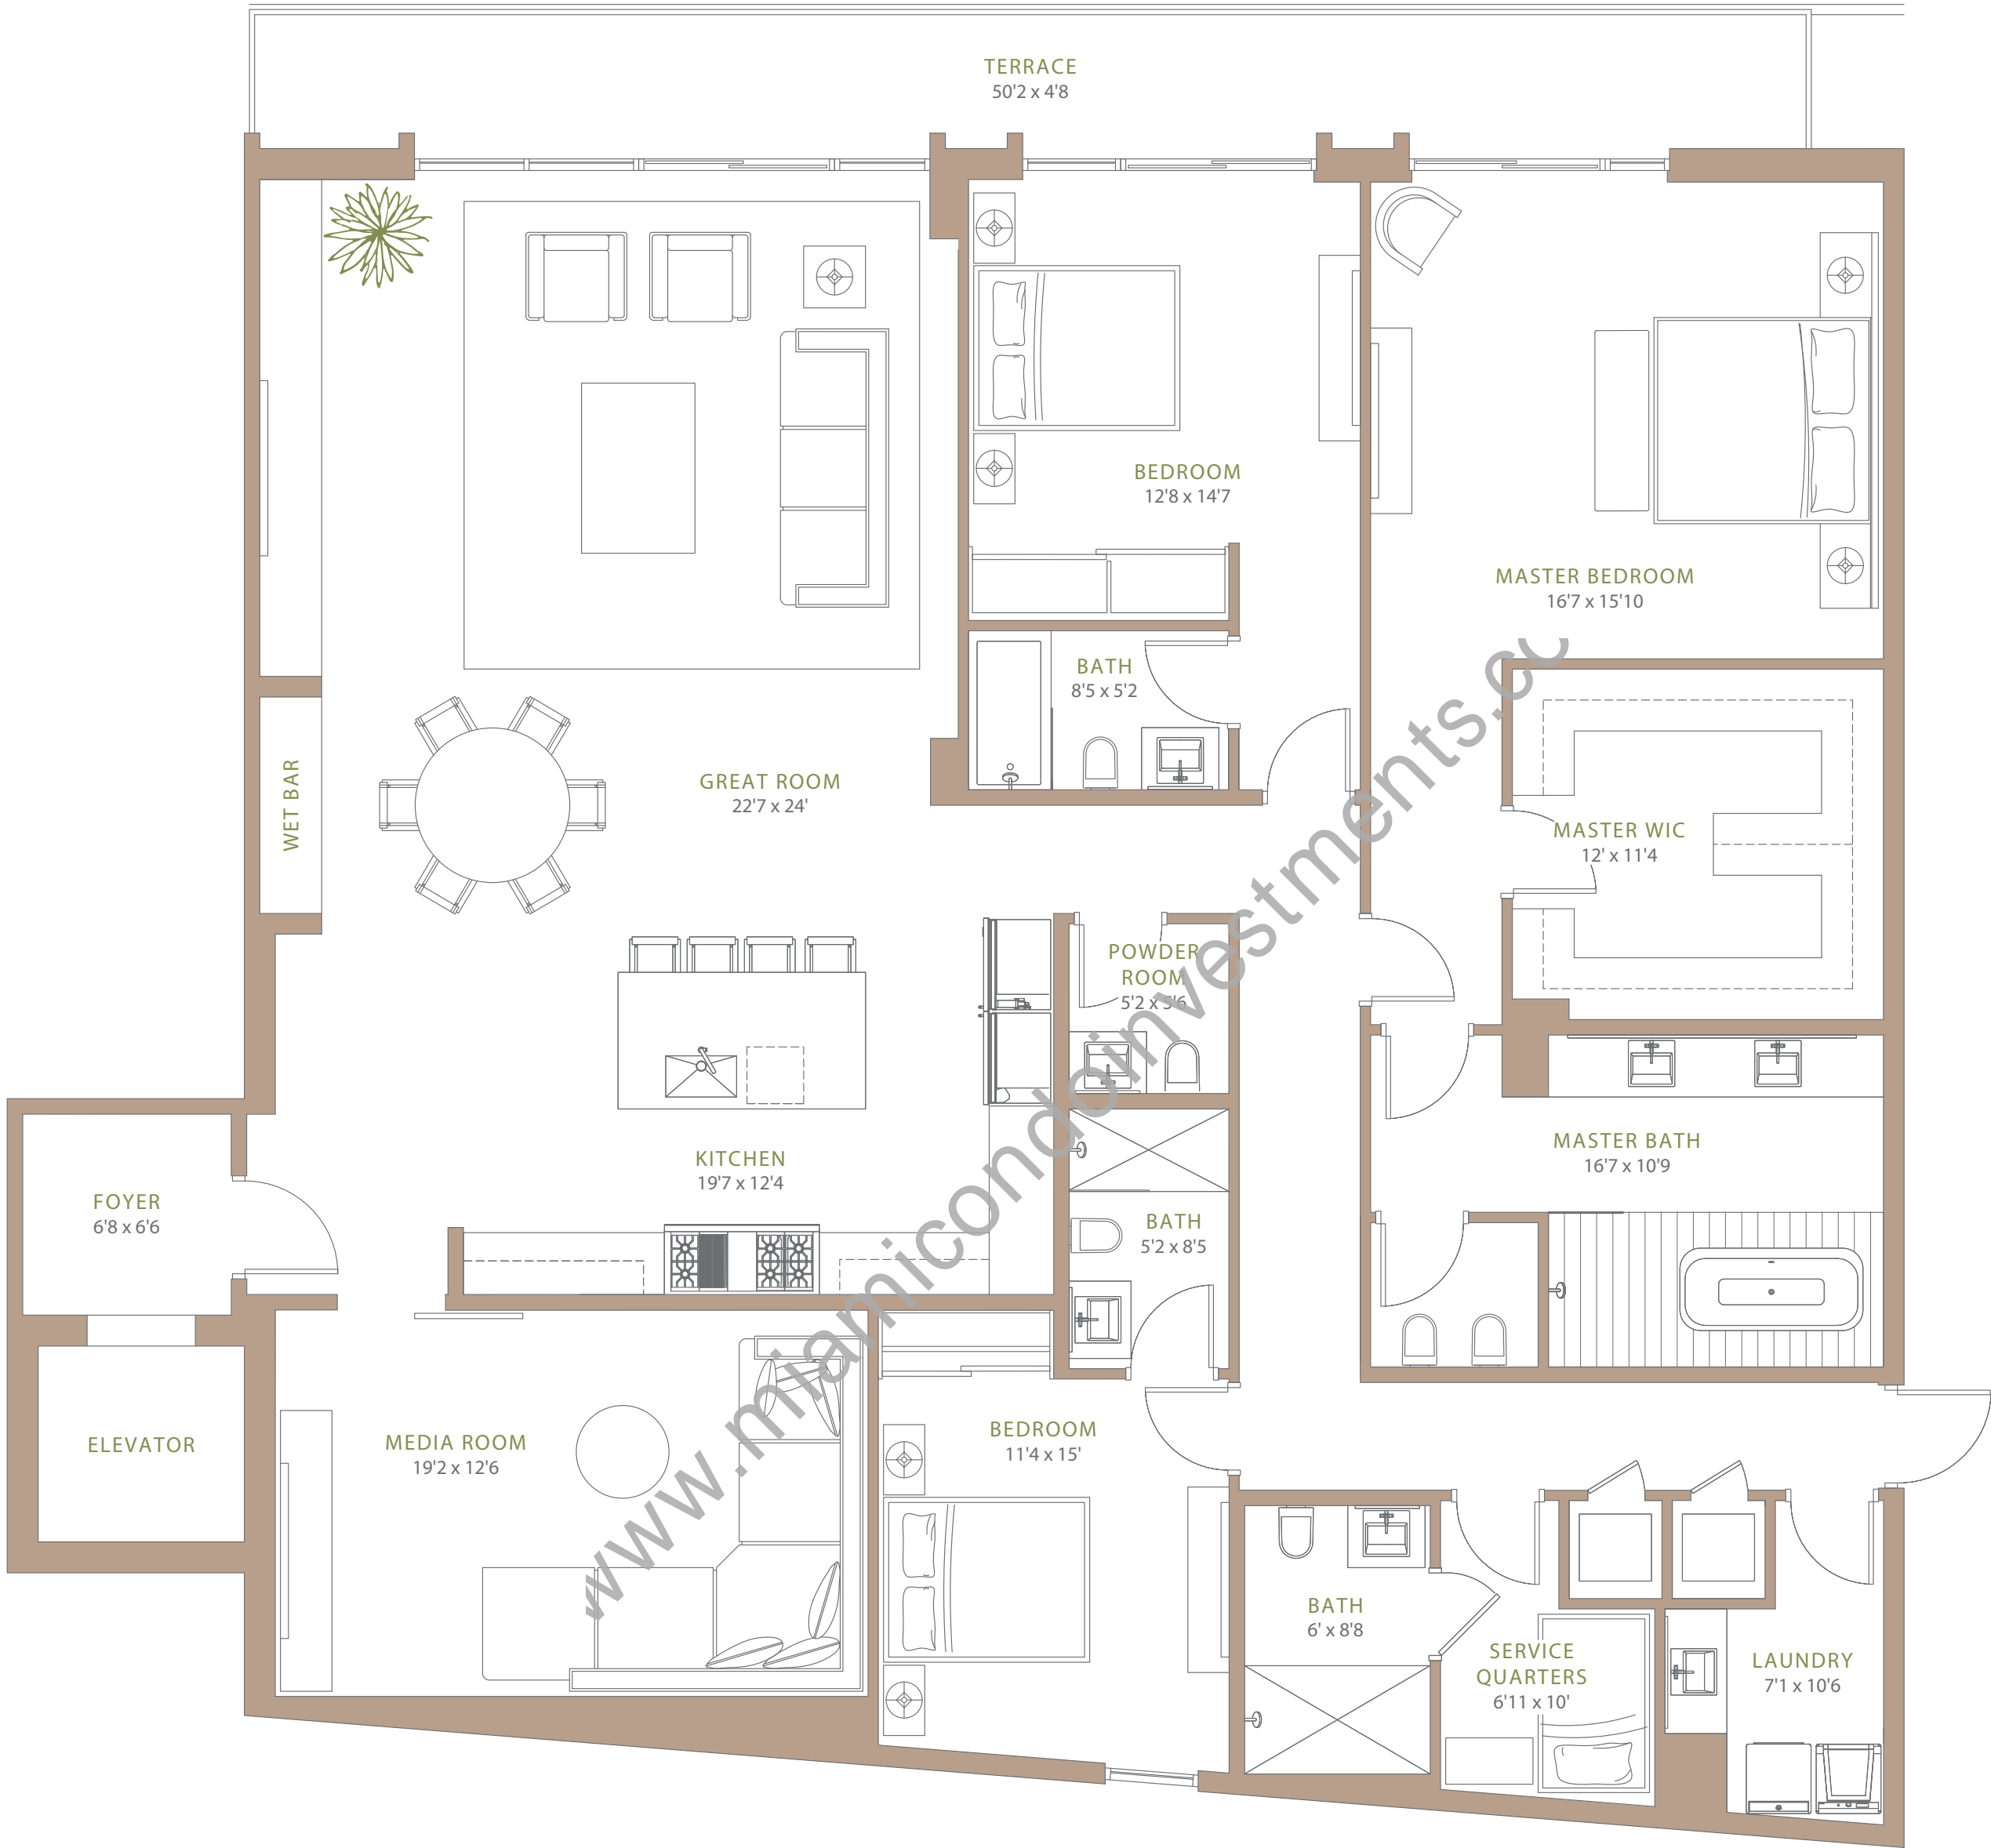 TERRACE
50'2 x 4'8
BEDROOM
12'8 x 14'7
MASTER BEDROOM
16'7 x 15'10
BATH
8'5 x 5'2
GREAT ROOM
22'7 x 24'
WET BAR
MASTER WIC
12' x 11'4
POWDER
ROOM
5'2 x 5'6
KITCHEN
19'7 x 12'4
MASTER BATH
16'7 x 10'9
FOYER
6'8 x 6'6
BATH
5'2 x 8'5
ELEVATOR
MEDIA ROOM
19'2 x 12'6
BEDROOM
11'4 x 15'
BATH
6' x 8'8
SERVICE
QUARTERS
6'11 x 10'
LAUNDRY
7'1 x 10'6
www.miamicondoinvestments.cc